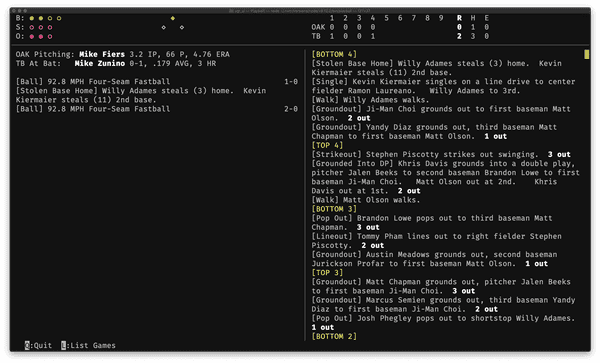 B:
S:
O:
1 2 3 4 5 6 7 8 9 R H E
OAK 0 0 0 0 1 0
TB 1 0 0 1 2 3 0
OAK Pitching: Mike Fiers 3.2 IP, 66 P, 4.76 ERA
TB At Bat: Mike Zunino 0-1, .179 AVG, 3 HR
[Ball] 92.8 MPH Four-Seam Fastball 1-0
[Stolen Base Home] Willy Adames steals (3) home. Kevin
Kiermaier steals (11) 2nd base.
[Ball] 92.8 MPH Four-Seam Fastball 2-0
[BOTTOM 4]
[Stolen Base Home] Willy Adames steals (3) home. Kevin
Kiermaier steals (11) 2nd base.
[Single] Kevin Kiermaier singles on a line drive to center
fielder Ramon Laureano. Willy Adames to 3rd.
[Walk] Willy Adames walks.
[Groundout] Ji-Man Choi grounds out to first baseman Matt
Olson. 2 out
[Groundout] Yandy Diaz grounds out, third baseman Matt
Chapman to first baseman Matt Olson. 1 out
[TOP 4]
[Strikeout] Stephen Piscotty strikes out swinging. 3 out
[Grounded Into DP] Khris Davis grounds into a double play,
pitcher Jalen Beeks to second baseman Brandon Lowe to first
baseman Ji-Man Choi. Matt Olson out at 2nd. Khris
Davis out at 1st. 2 out
[Walk] Matt Olson walks.
[BOTTOM 3]
[Pop Out] Brandon Lowe pops out to third baseman Matt
Chapman. 3 out
[Lineout] Tommy Pham lines out to right fielder Stephen
Piscotty. 2 out
[Groundout] Austin Meadows grounds out, second baseman
Jurickson Profar to first baseman Matt Olson. 1 out
[TOP 3]
[Groundout] Matt Chapman grounds out, pitcher Jalen Beeks
to first baseman Ji-Man Choi. 3 out
[Groundout] Marcus Semien grounds out, third baseman Yandy
Diaz to first baseman Ji-Man Choi. 2 out
[Pop Out] Josh Phegley pops out to shortstop Willy Adames.
1 out
[BOTTOM 2]
Q:Quit L:List Games